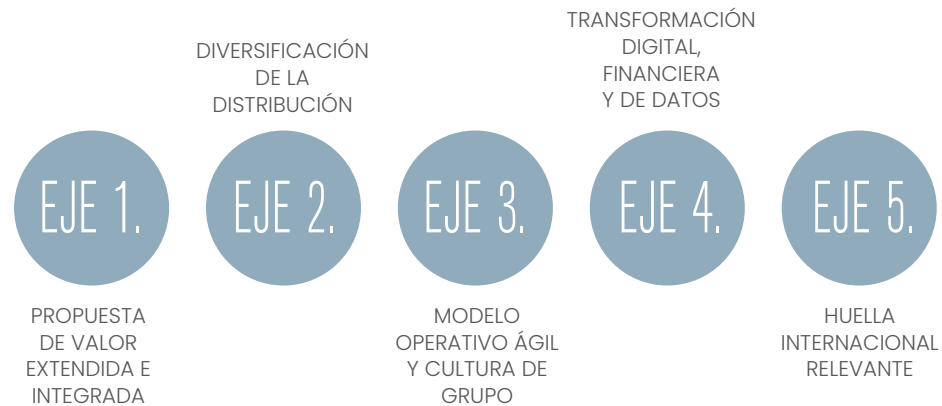 EJE 1.
PROPUESTA
DE VALOR
EXTENDIDA E
INTEGRADA
DIVERSIFICACIÓN
DE LA
DISTRIBUCIÓN
EJE 2.
EJE 3.
MODELO
OPERATIVO ÁGIL
Y CULTURA DE
GRUPO
TRANSFORMACIÓN
DIGITAL,
FINANCIERA
Y DE DATOS
EJE 4.
EJE 5.
HUELLA
INTERNACIONAL
RELEVANTE